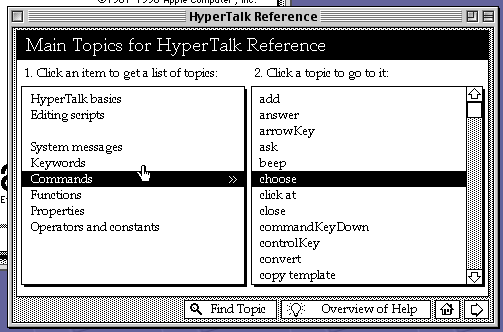 ©1987-1998 Apple Computer, Inc.
HyperTalk Reference
Main Topics for HyperTalk Reference
1. Click an item to get a list of topics:
HyperTalk basics
Editing scripts
System messages
Keywords
Commands »
Functions
Properties
Operators and constants
2. Click a topic to go to it:
add
answer
arrowKey
ask
beep
choose
click at
close
commandKeyDown
controlKey
convert
copy template
Find Topic
Overview of Help